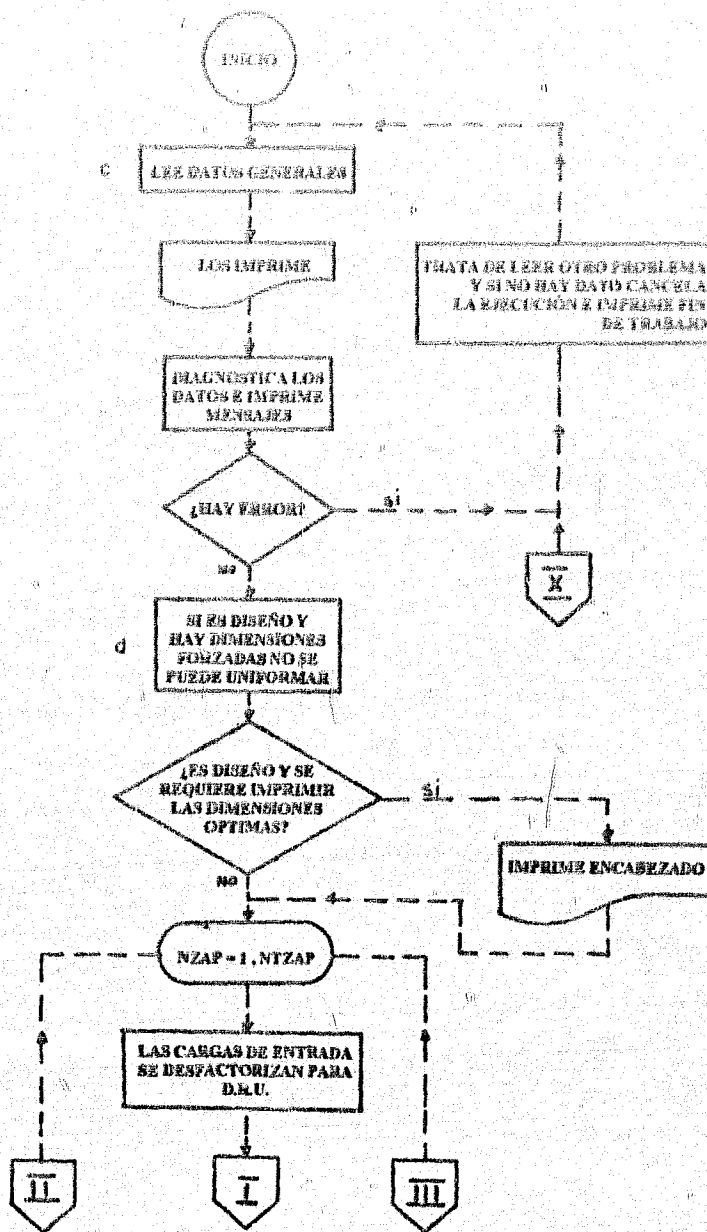 INICIO
c
LEE DATOS GENERALES
LOS IMPRIME
TRATA DE LEER OTRO PROBLEMA
Y SI NO HAY DATO CANCELA
LA EJECUCIÓN E IMPRIME FIN
DE TRABAJO
DIAGNOSTICA LOS
DATOS E IMPRIME
MENSAJES
¿HAY ERROR?
si
No
X
d
SI ES DISEÑO Y
HAY DIMENSIONES
FORZADAS NO SE
PUEDE UNIFORMAR
¿ES DISEÑO Y SE
REQUIERE IMPRIMIR
LAS DIMENSIONES
OPTIMAS?
si
No
IMPRIME ENCABEZADO
NZAP = 1, NTZAP
LAS CARGAS DE ENTRADA
SE DESFACTORIZAN PARA
D.R.U.
II
I
III